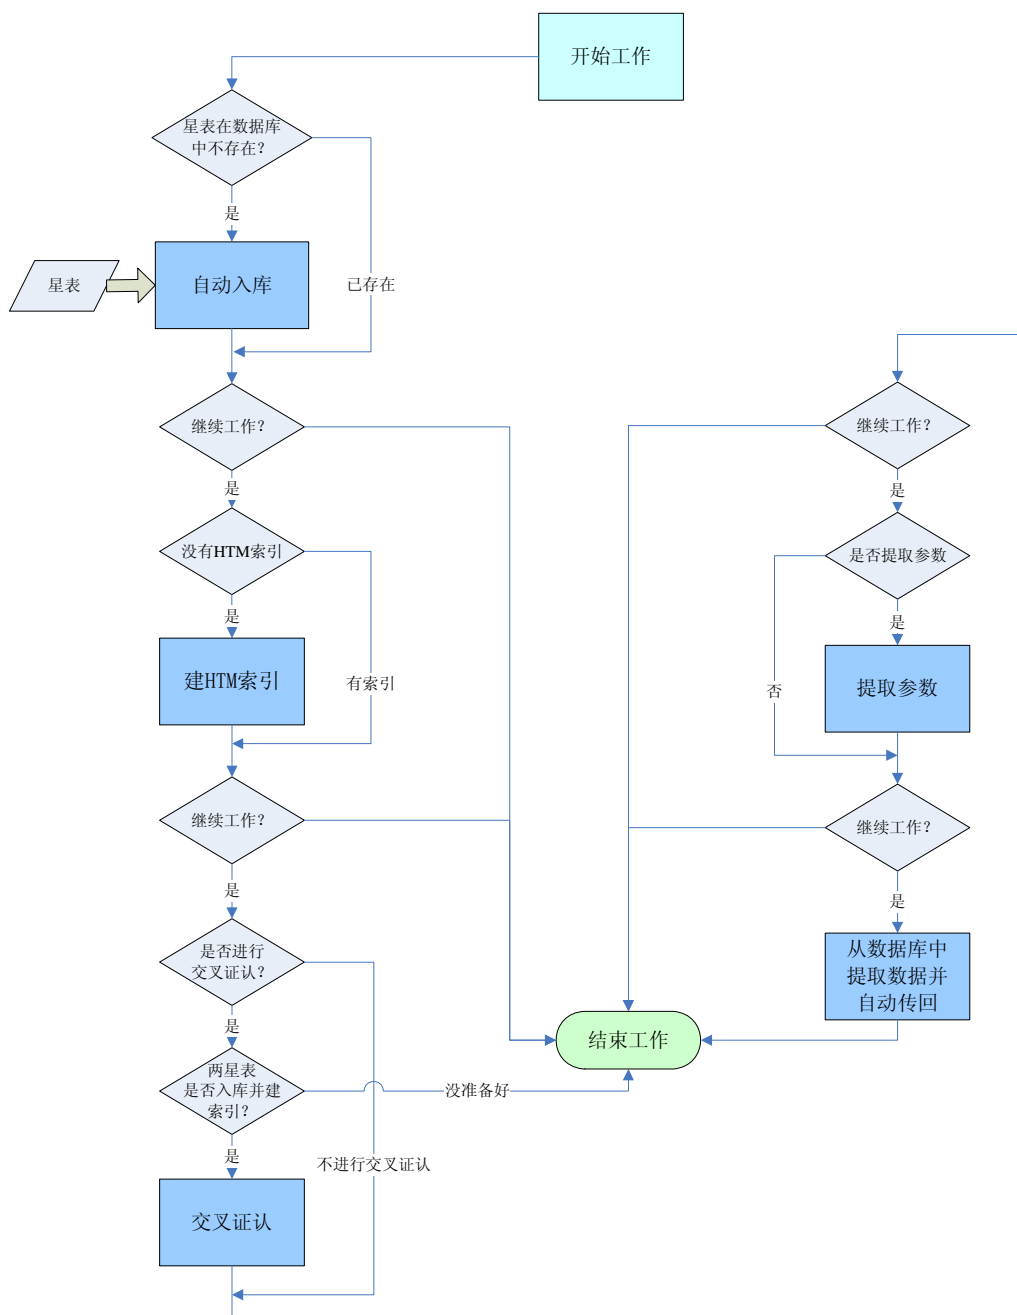 开始工作
星表在数据库
中不存在？
是
星表
自动入库
已存在
继续工作？
是
没有HTM索引
是
建HTM索引
有索引
继续工作？
是
是否进行
交叉证认？
是
两星表
是否入库并建
索引？
没准备好
是
不进行交叉证认
交叉证认
继续工作？
是
是否提取参数
是
否
提取参数
继续工作？
是
从数据库中
提取数据并
自动传回
结束工作